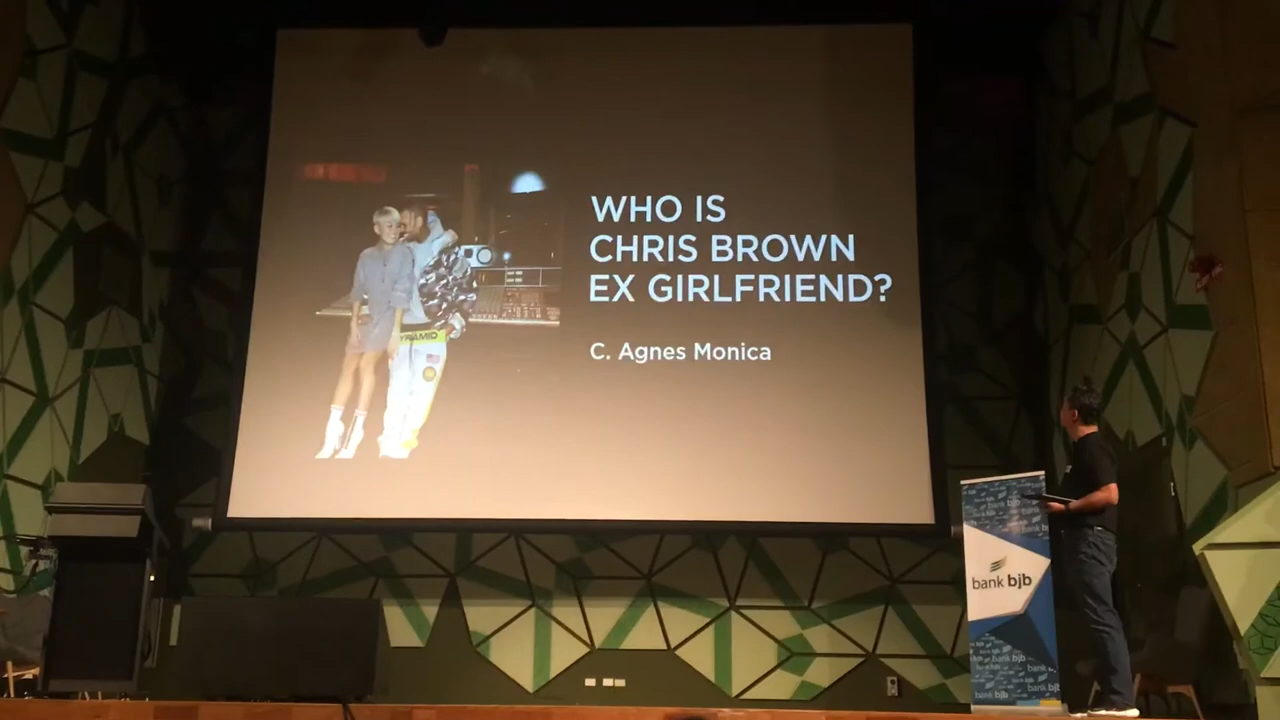 WHO IS
CHRIS BROWN
EX GIRLFRIEND?
C. Agnes Monica
PYRAMID
bank bjb